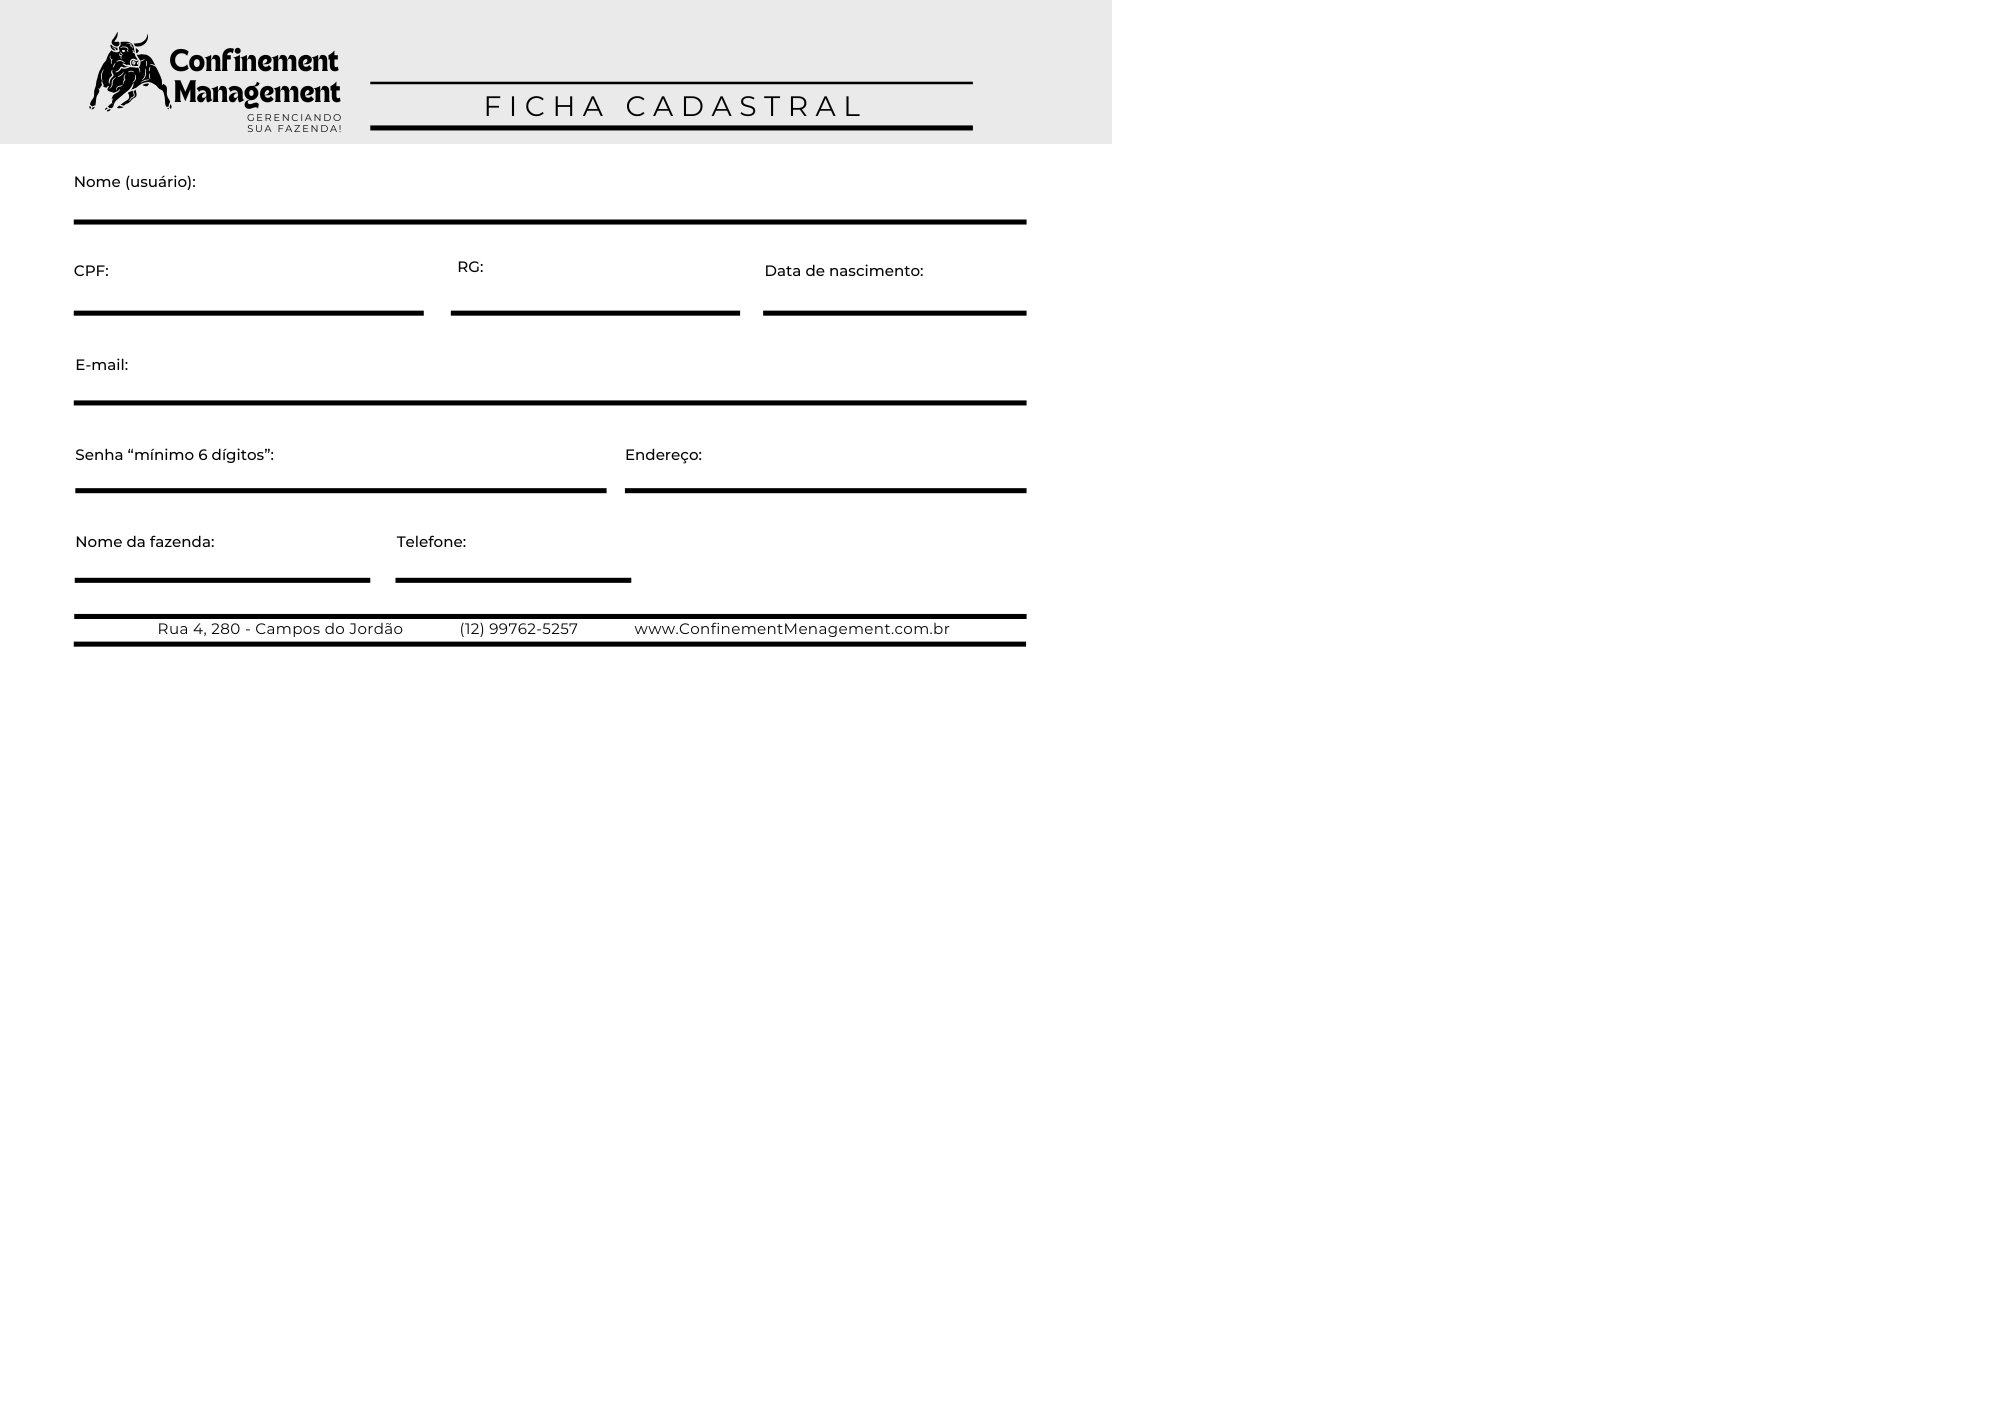 Confinement
Management
GERENCIANDO
SUA FAZENDA!
FICHA CADASTRAL
Nome (usuário):
CPF: RG: Data de nascimento:
E-mail:
Senha “mínimo 6 dígitos”: Endereço:
Nome da fazenda: Telefone:
Rua 4, 280 - Campos do Jordão (12) 99762-5257 www.ConfinementMenagement.com.br